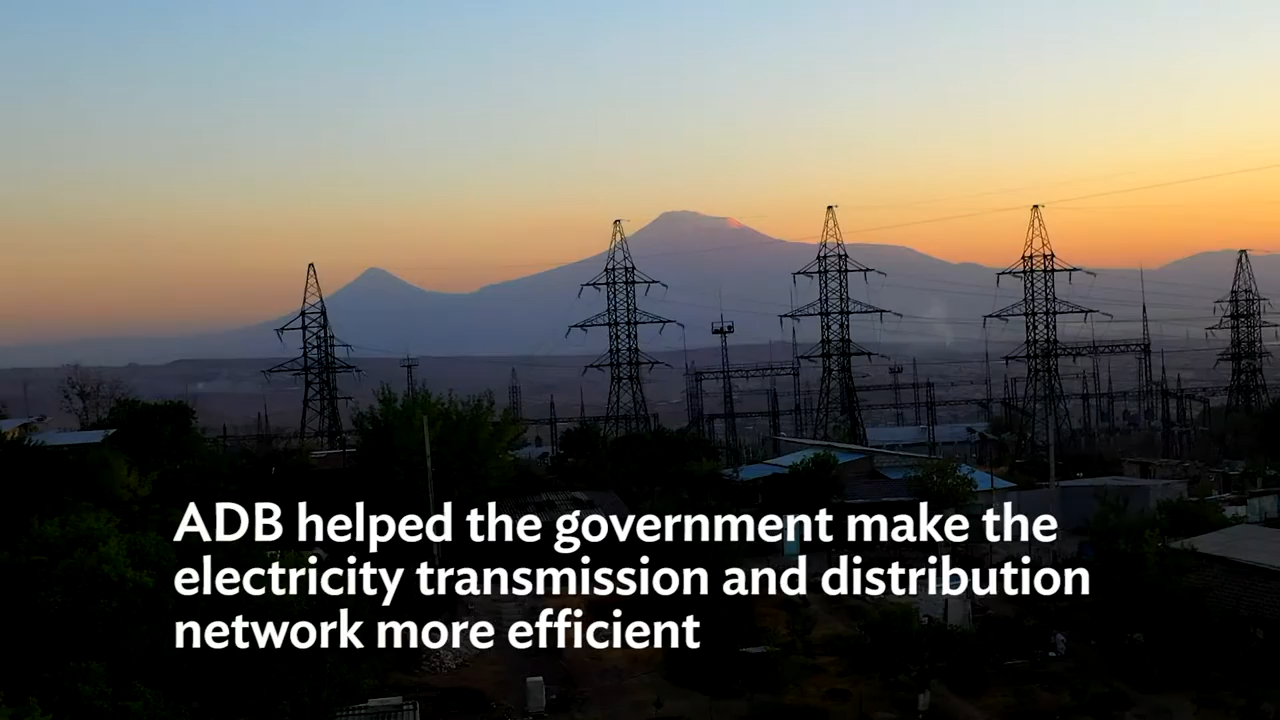 ADB helped the government make the
electricity transmission and distribution
network more efficient